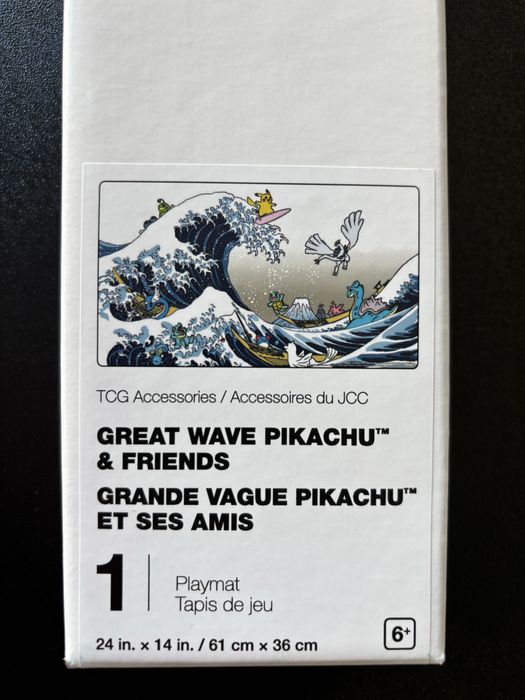 TCG Accessories / Accessoires du JCC
GREAT WAVE PIKACHU™
& FRIENDS
GRANDE VAGUE PIKACHU™
ET SES AMIS
1
Playmat
Tapis de jeu
24 in. × 14 in. / 61 cm × 36 cm
6+